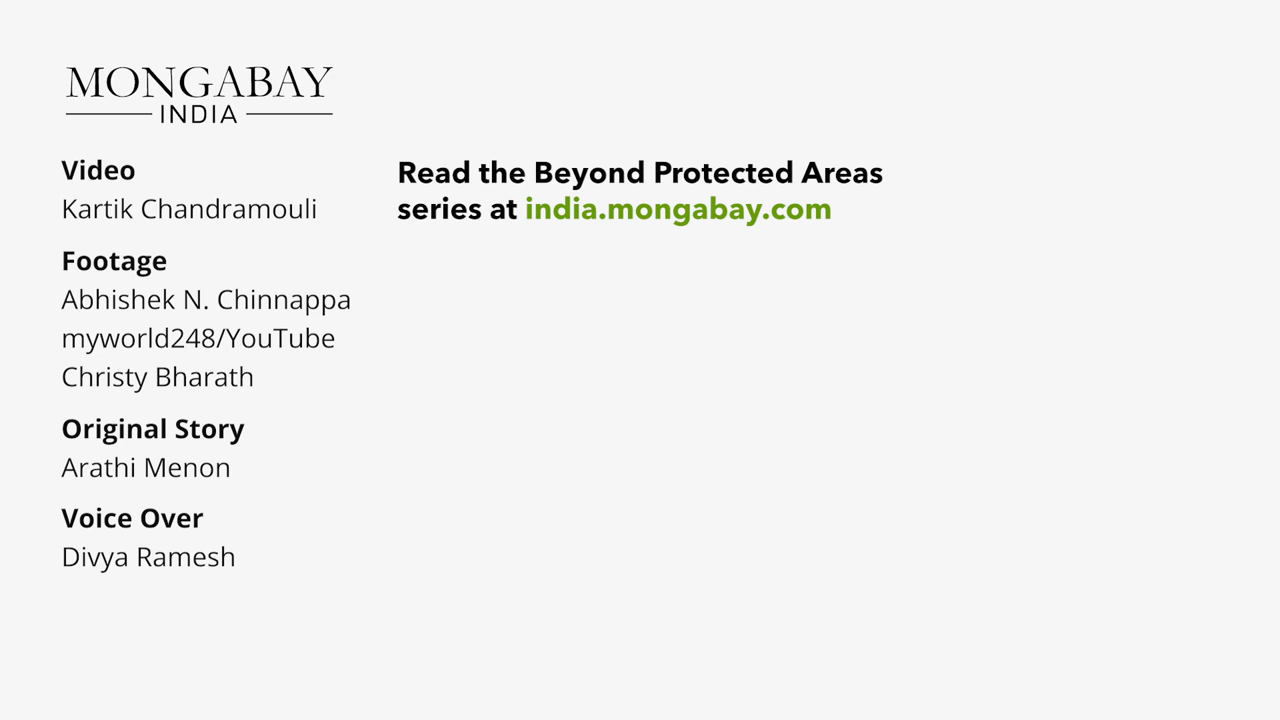 MONGABAY
INDIA
Video
Kartik Chandramouli
Footage
Abhishek N. Chinnappa
myworld248/YouTube
Christy Bharath
Original Story
Arathi Menon
Voice Over
Divya Ramesh
Read the Beyond Protected Areas
series at india.mongabay.com